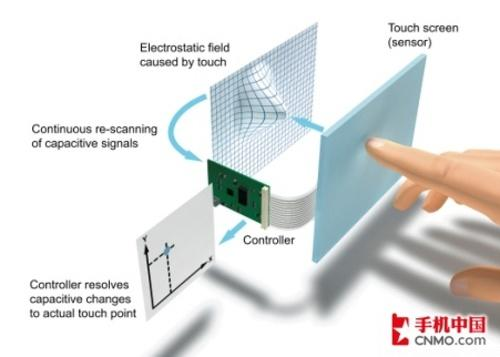 Touch screen
(sensor)
Electrostatic field
caused by touch
Continuous re-scanning
of capacitive signals
Controller
Y
X
Controller resolves
capacitive changes
to actual touch point
手机中国
CNMO.com